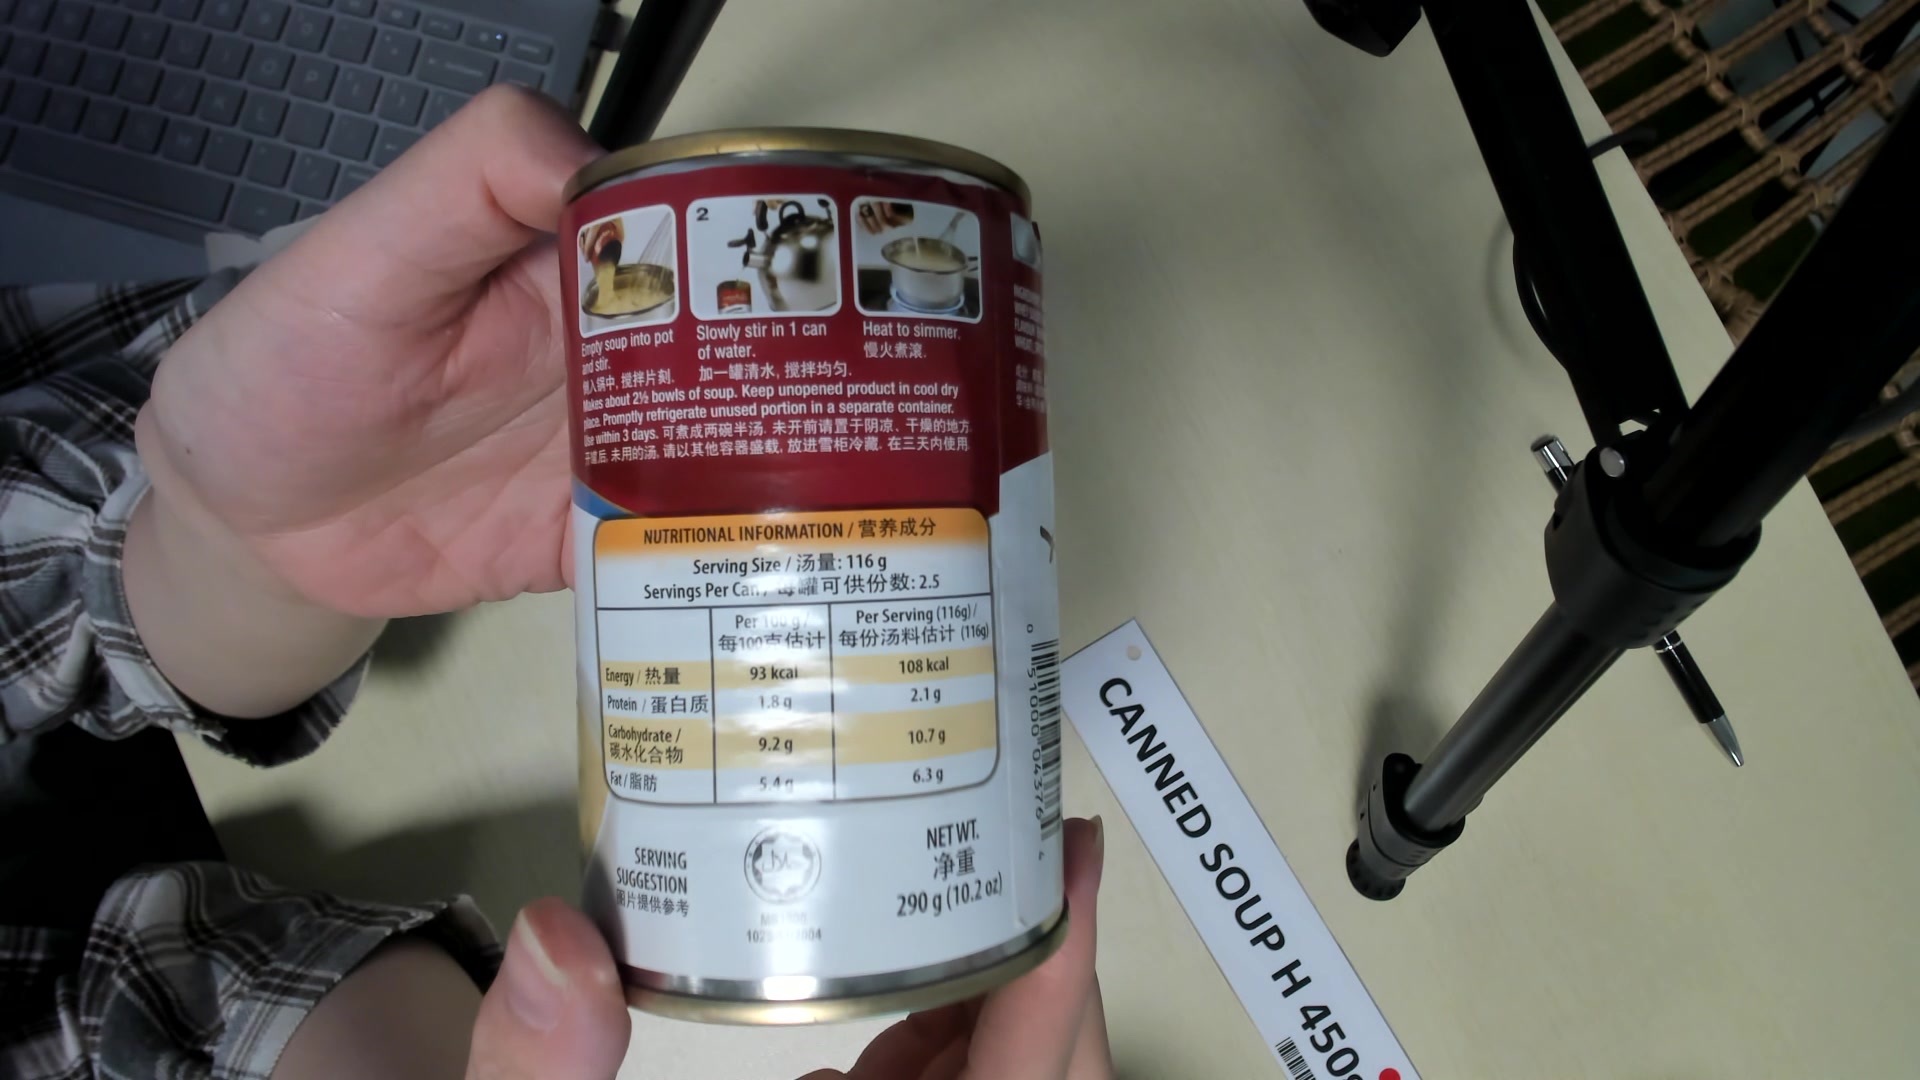 2
Empty soup into pot
and stir.
倒入锅中, 搅拌片刻.
Slowly stir in 1 can
of water.
加一罐清水, 搅拌均匀.
Heat to simmer.
慢火煮滚.
Makes about 2½ bowls of soup. Keep unopened product in cool dry
place. Promptly refrigerate unused portion in a separate container.
Use within 3 days. 可煮成两碗半汤. 未开前请置于阴凉、干燥的地方.
开罐后, 未用的汤, 请以其他容器盛载, 放进雪柜冷藏. 在三天内使用.
NUTRITIONAL INFORMATION / 营养成分
Serving Size / 汤量: 116 g
Servings Per Can / 每罐可供份数: 2.5
Per 100 g / Per Serving (116g) /
每100克估计 每份汤料估计 (116g)
Energy / 热量 93 kcal 108 kcal
Protein / 蛋白质 1.8 g 2.1 g
Carbohydrate /
碳水化合物 9.2 g 10.7 g
Fat / 脂肪 5.4 g 6.3 g
SERVING
SUGGESTION
图片提供参考
NET WT.
净重
290 g (10.2 oz)
0 51000 04376 4
CANNED SOUP H 450g